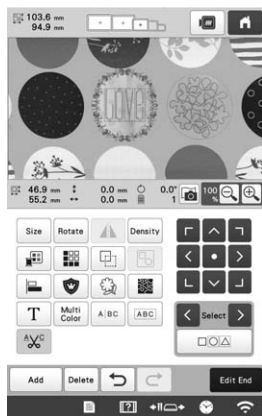 103.6 mm
94.9 mm
LOVE
46.9 mm 0.0 mm 0.0°
55.2 mm 0.0 mm 1
100 %
Size Rotate Density
T Multi Color A BC ABC
A C
Select
Add Delete Edit End